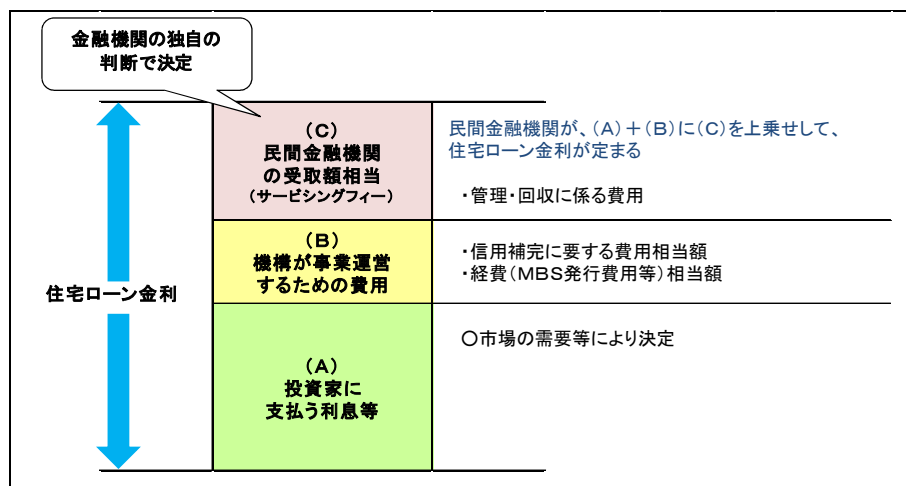 金融機関の独自の
判断で決定
(C)
民間金融機関
の受取額相当
(サービシングフィー)
民間金融機関が、(A)+(B)に(C)を上乗せして、
住宅ローン金利が定まる
・管理・回収に係る費用
(B)
機構が事業運営
するための費用
・信用補完に要する費用相当額
・経費(MBS発行費用等)相当額
住宅ローン金利
(A)
投資家に
支払う利息等
○市場の需要等により決定